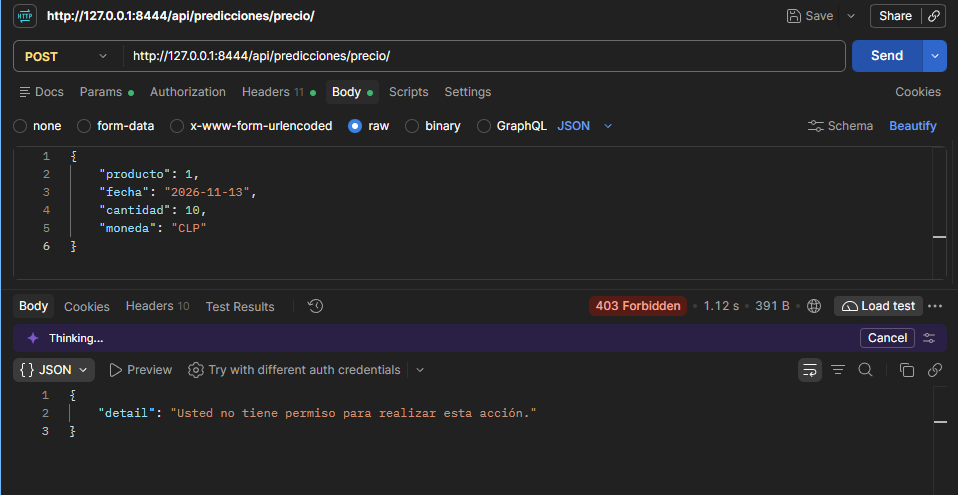 HTTP http://127.0.0.1:8444/api/predicciones/precio/ Save Share
POST http://127.0.0.1:8444/api/predicciones/precio/ Send
Docs Params Authorization Headers 11 Body Scripts Settings Cookies
none form-data x-www-form-urlencoded raw binary GraphQL JSON Schema Beautify
1 {
2 "producto": 1,
3 "fecha": "2026-11-13",
4 "cantidad": 10,
5 "moneda": "CLP"
6 }
Body Cookies Headers 10 Test Results 403 Forbidden • 1.12 s • 391 B Load test
Thinking... Cancel
{} JSON Preview Try with different auth credentials
1 {
2 "detail": "Usted no tiene permiso para realizar esta acción."
3 }